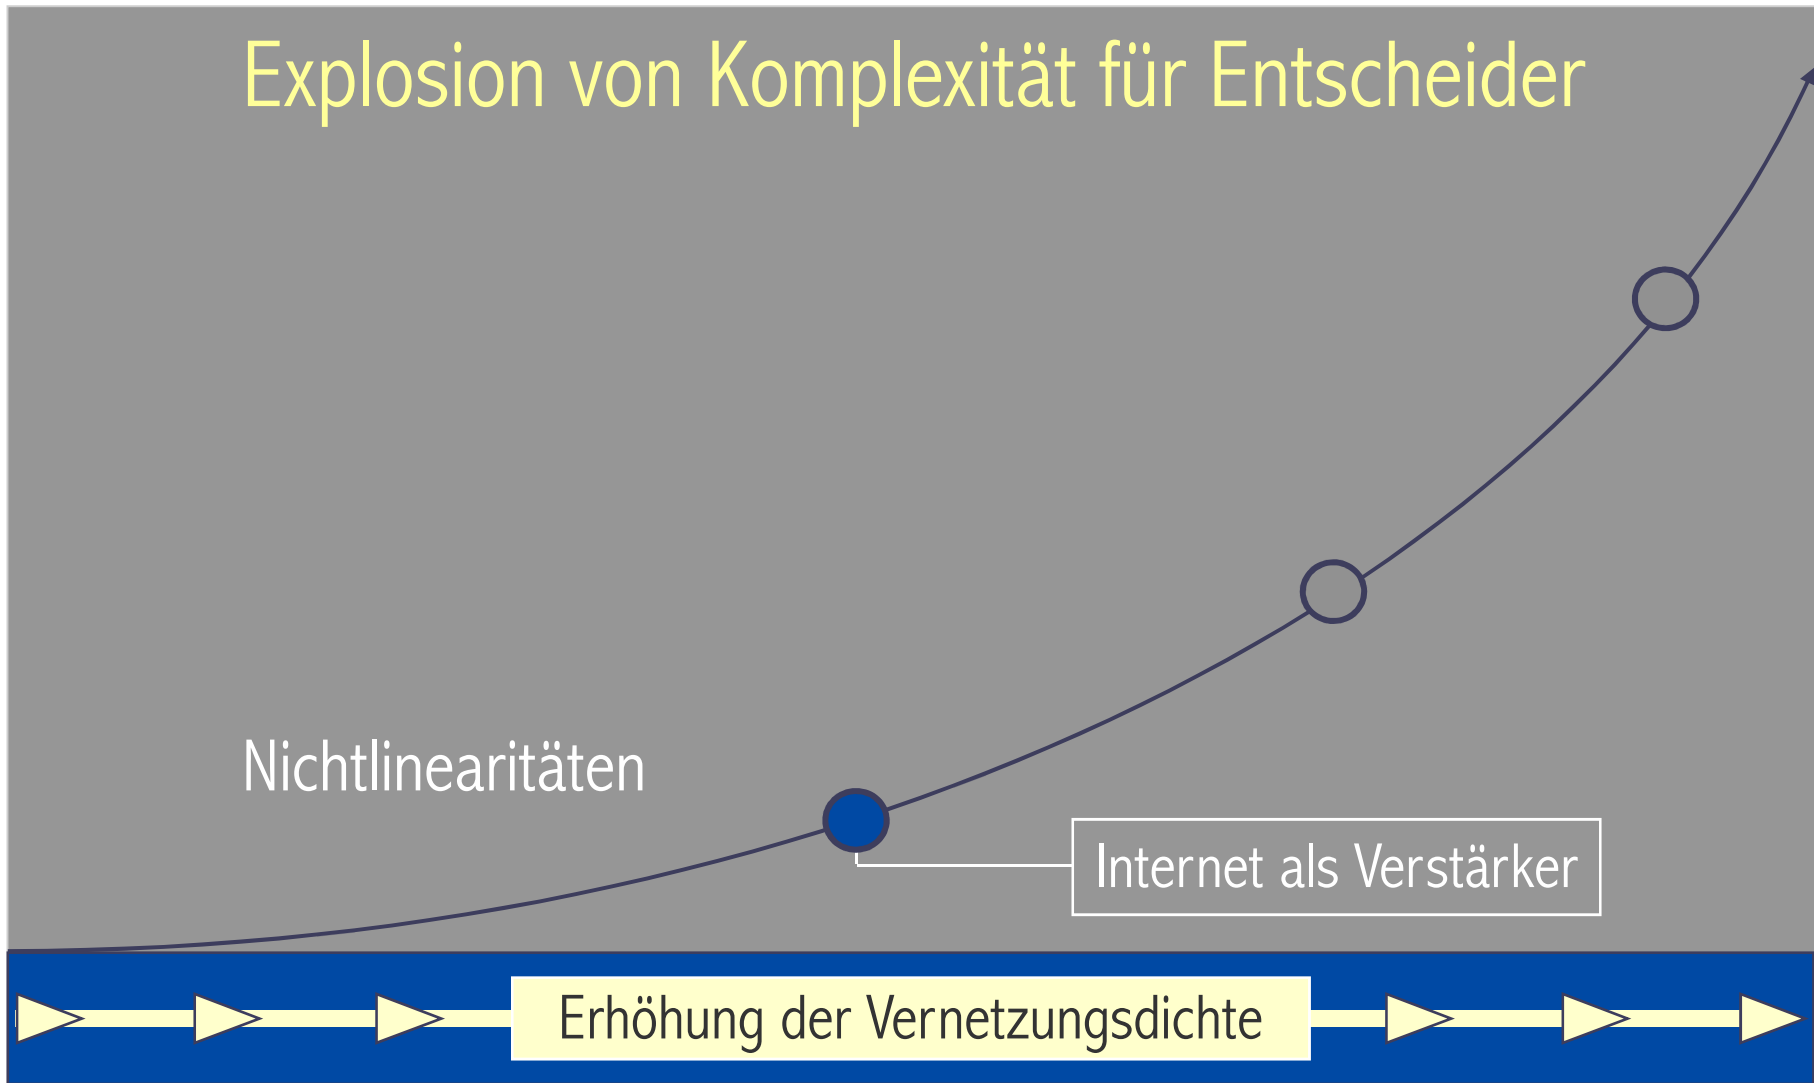 Explosion von Komplexität für Entscheider
Nichtlinearitäten
Internet als Verstärker
Erhöhung der Vernetzungsdichte